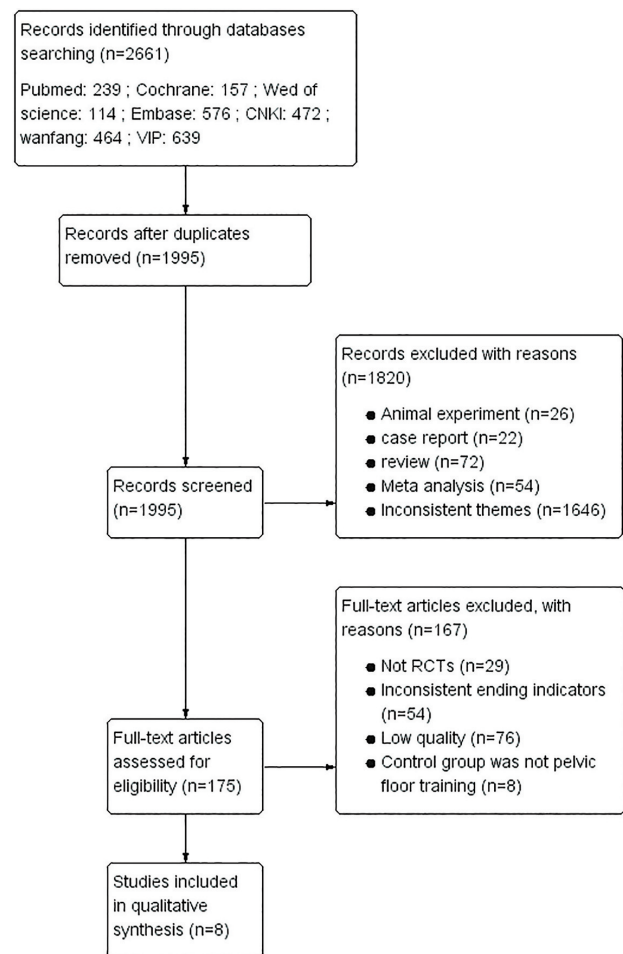 Records identified through databases
searching (n=2661)
Pubmed: 239 ; Cochrane: 157 ; Wed of
science: 114 ; Embase: 576 ; CNKI: 472 ;
wanfang: 464 ; VIP: 639
Records after duplicates
removed (n=1995)
Records excluded with reasons
(n=1820)
● Animal experiment (n=26)
● case report (n=22)
● review (n=72)
● Meta analysis (n=54)
● Inconsistent themes (n=1646)
Records screened
(n=1995)
Full-text articles excluded, with
reasons (n=167)
● Not RCTs (n=29)
● Inconsistent ending indicators
(n=54)
● Low quality (n=76)
● Control group was not pelvic
floor training (n=8)
Full-text articles
assessed for
eligibility (n=175)
Studies included
in qualitative
synthesis (n=8)